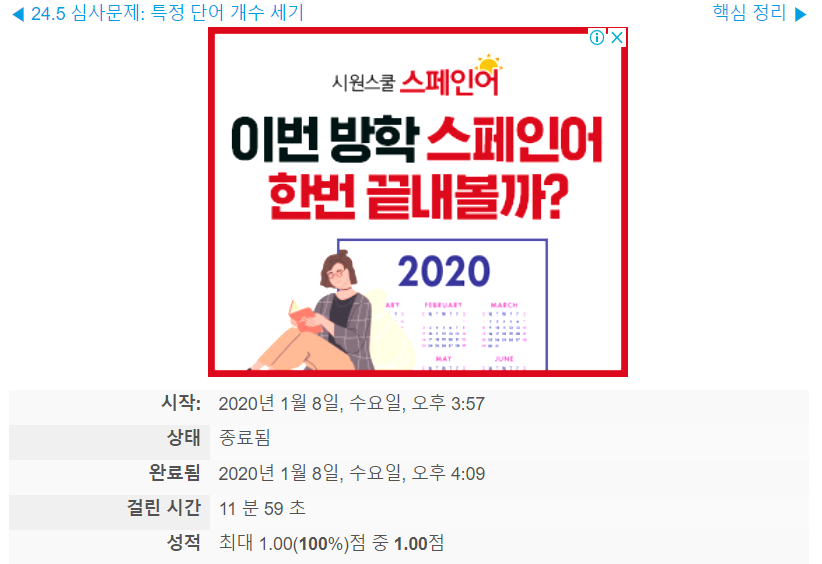 ◀ 24.5 심사문제: 특정 단어 개수 세기
핵심 정리 ▶
시원스쿨 스페인어
이번 방학 스페인어
한번 끝내볼까?
2020
FEBRUARY MARCH
MAY JUNE
시작: 2020년 1월 8일, 수요일, 오후 3:57
상태 종료됨
완료됨 2020년 1월 8일, 수요일, 오후 4:09
걸린 시간 11 분 59 초
성적 최대 1.00(100%)점 중 1.00점